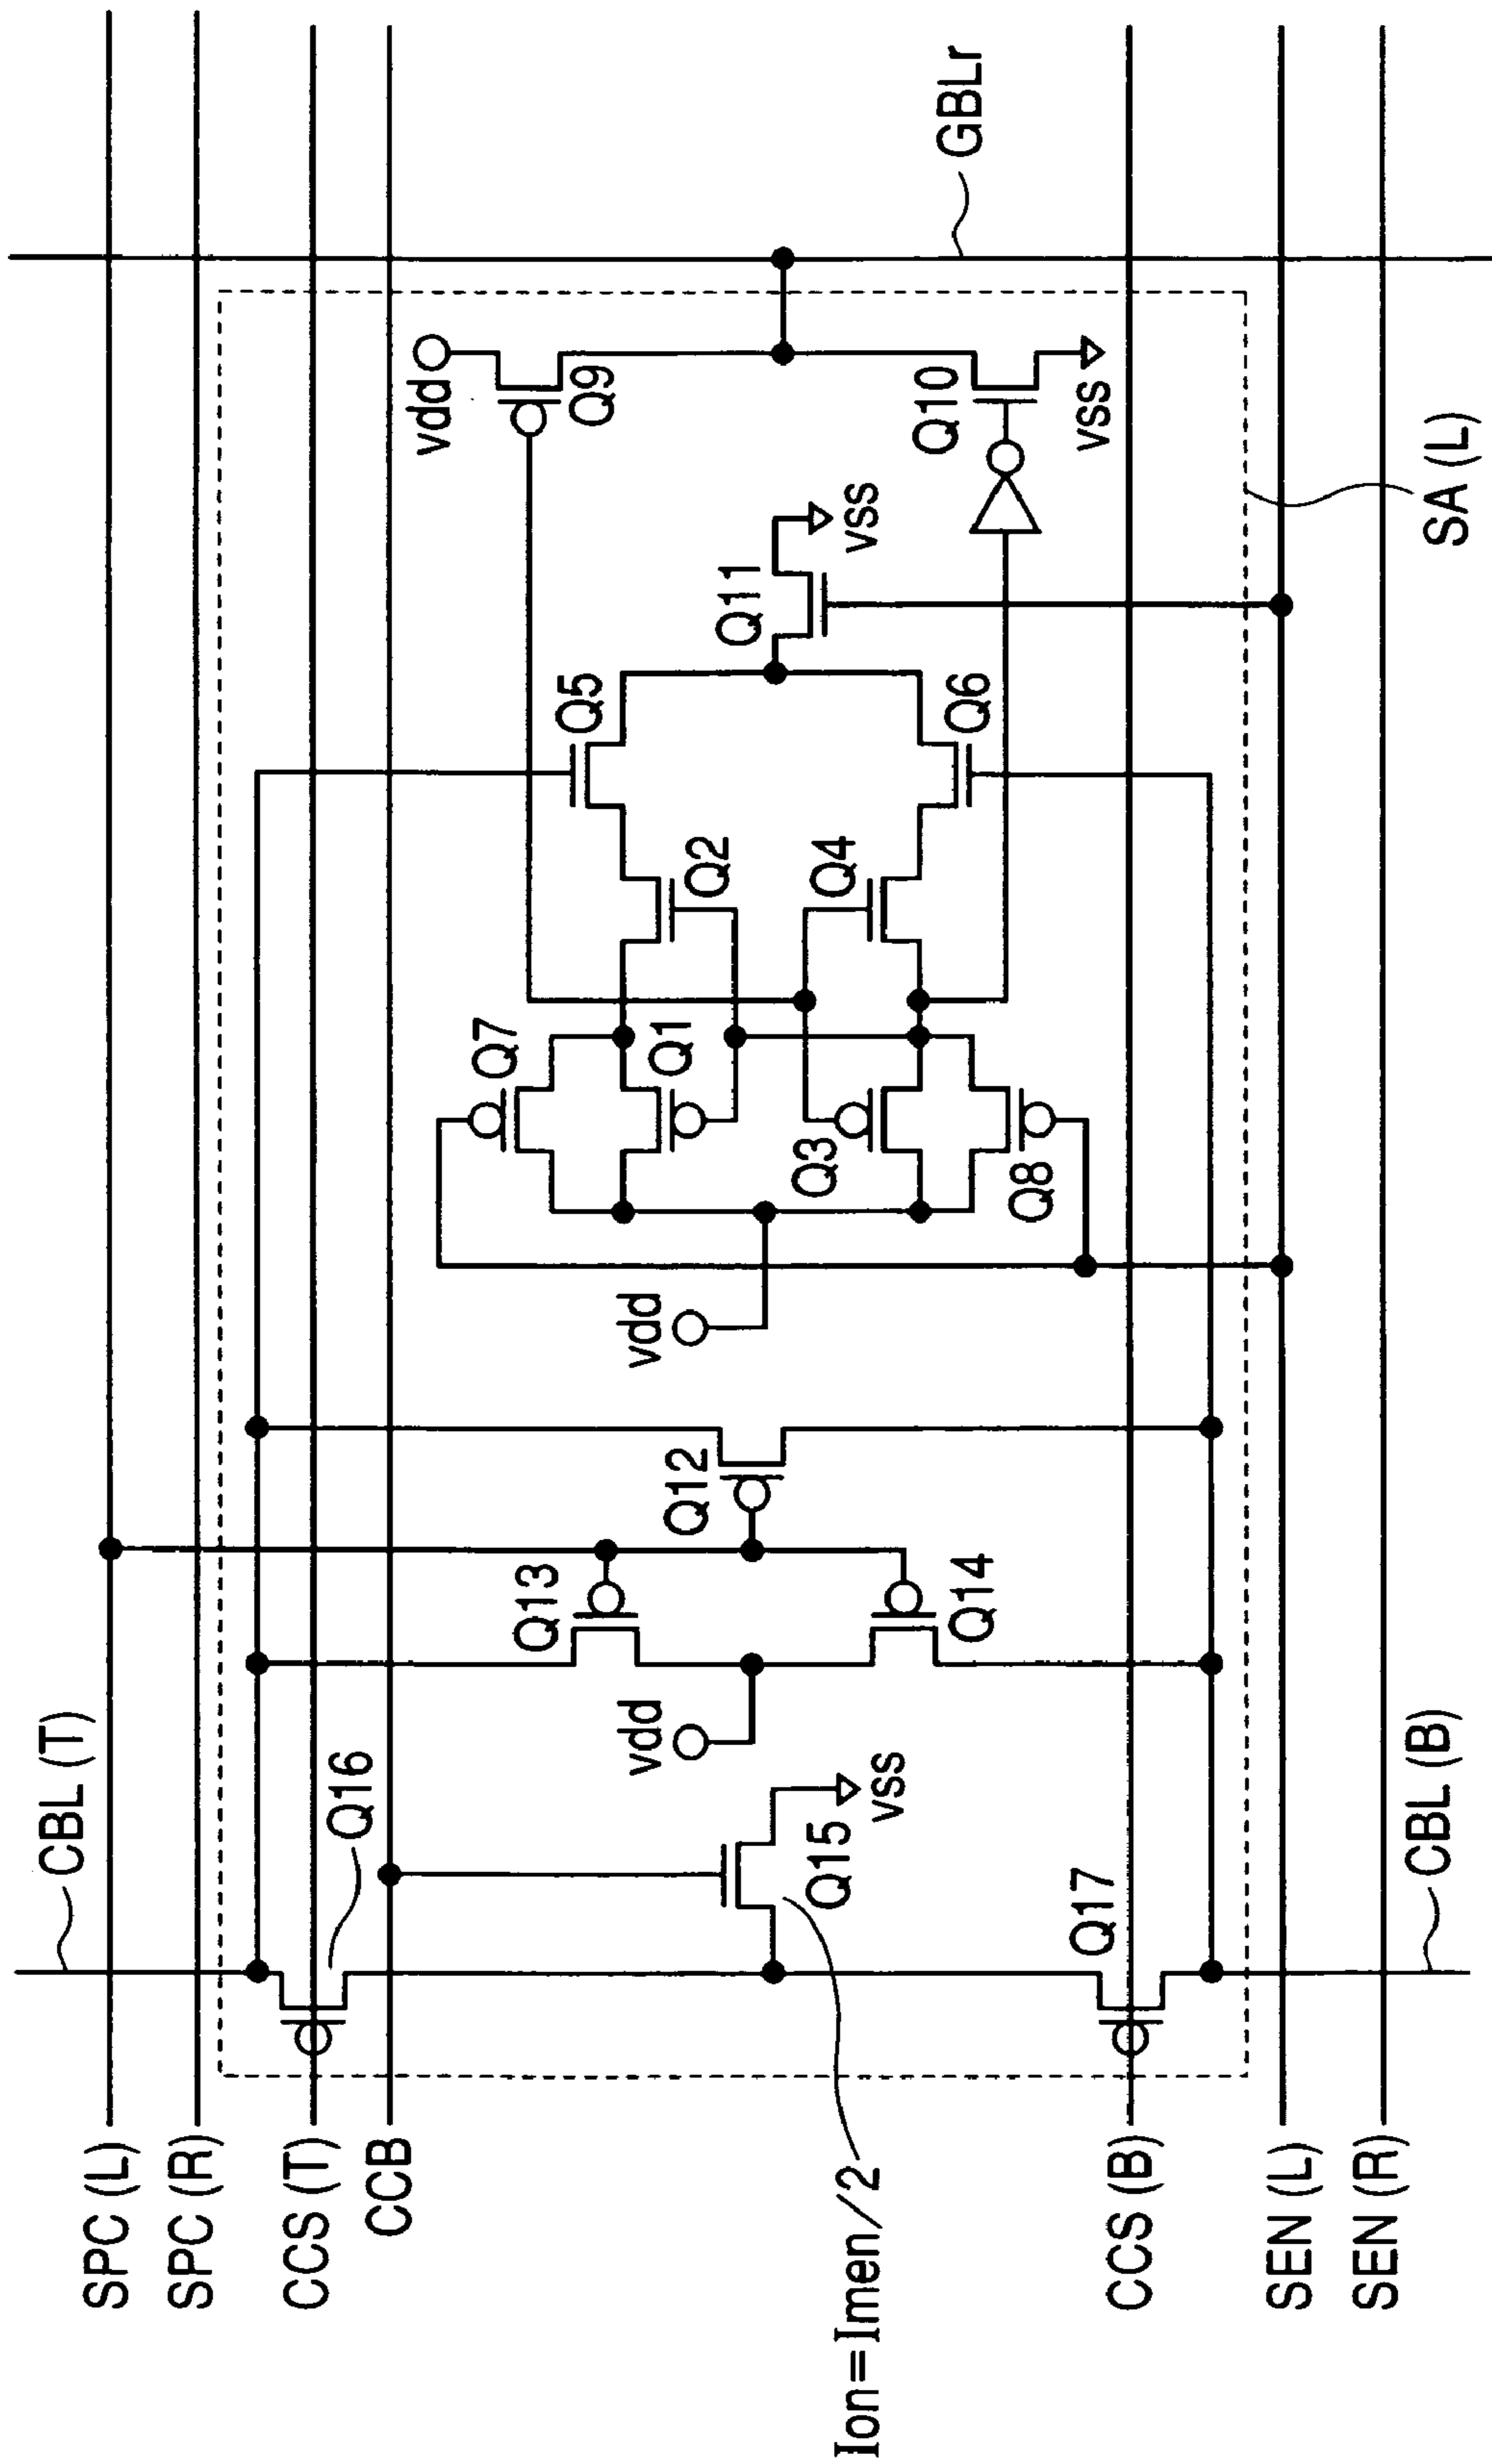 SPC (L)
SPC (R)
CCS (T)
CCB
CCS (B)
SEN (L)
SEN (R)
Ion=Imen/2
CBL (T)
Q16
Q15
vss
Q17
CBL (B)
vdd
Q13
Q14
Q12
vdd
Q7
Q1
Q3
Q8
Q2
Q4
Q5
Q6
Q11
vss
vdd
Q9
Q10
vss
SA (L)
GBLr